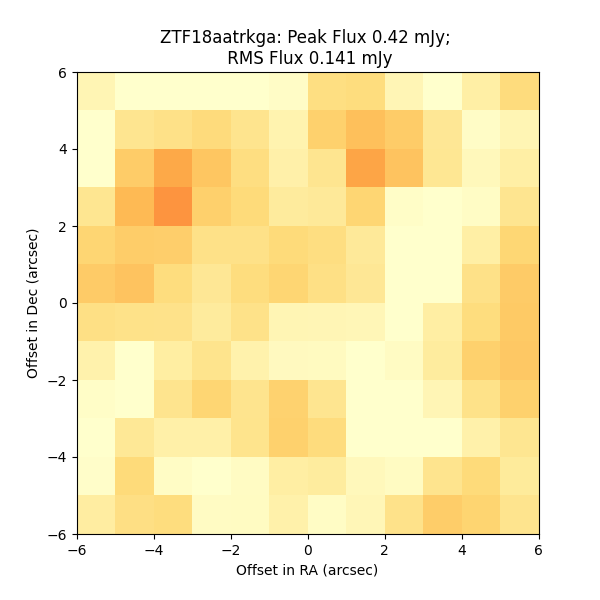 ZTF18aatrkga: Peak Flux 0.42 mJy;
RMS Flux 0.141 mJy
6
4
2
0
−2
−4
−6
Offset in Dec (arcsec)
−6 −4 −2 0 2 4 6
Offset in RA (arcsec)